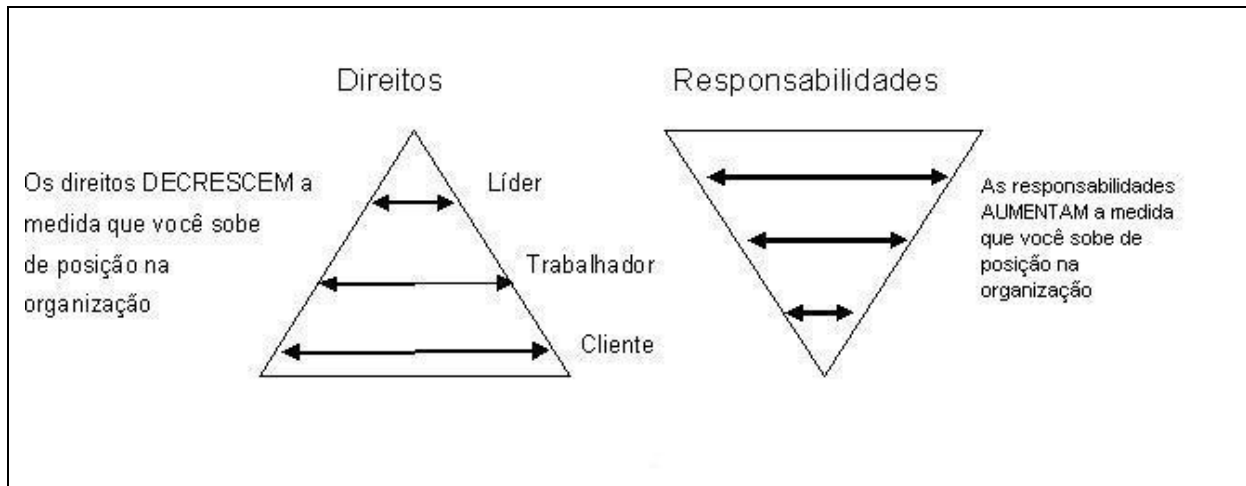 Direitos
Responsabilidades
Os direitos DECRESCEM a
medida que você sobe
de posição na
organização
Líder
Trabalhador
Cliente
As responsabilidades
AUMENTAM a medida
que você sobe de
posição na
organização